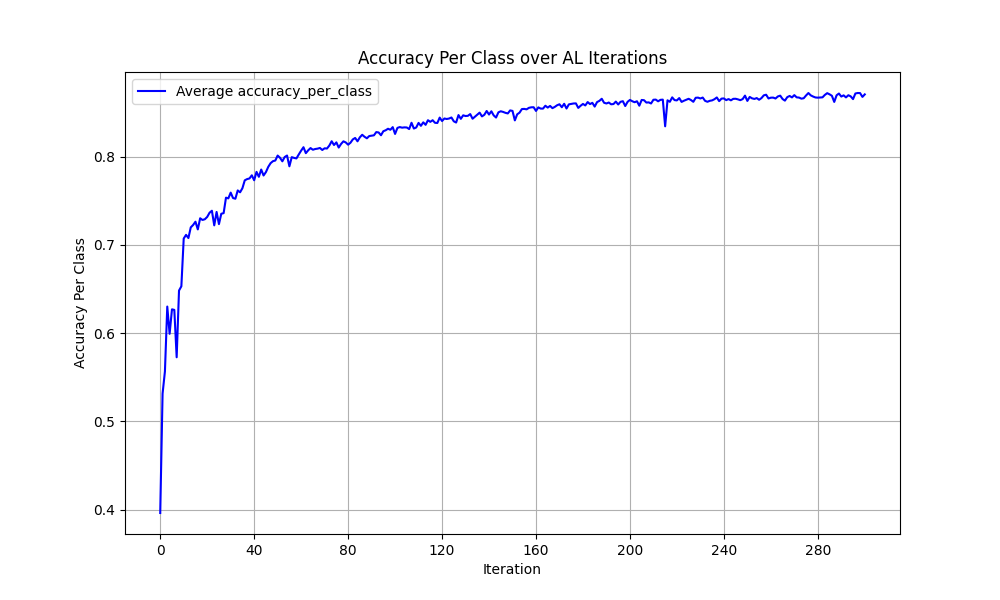 Accuracy Per Class over AL Iterations
Average accuracy_per_class
Accuracy Per Class
0.8
0.7
0.6
0.5
0.4
0 40 80 120 160 200 240 280
Iteration